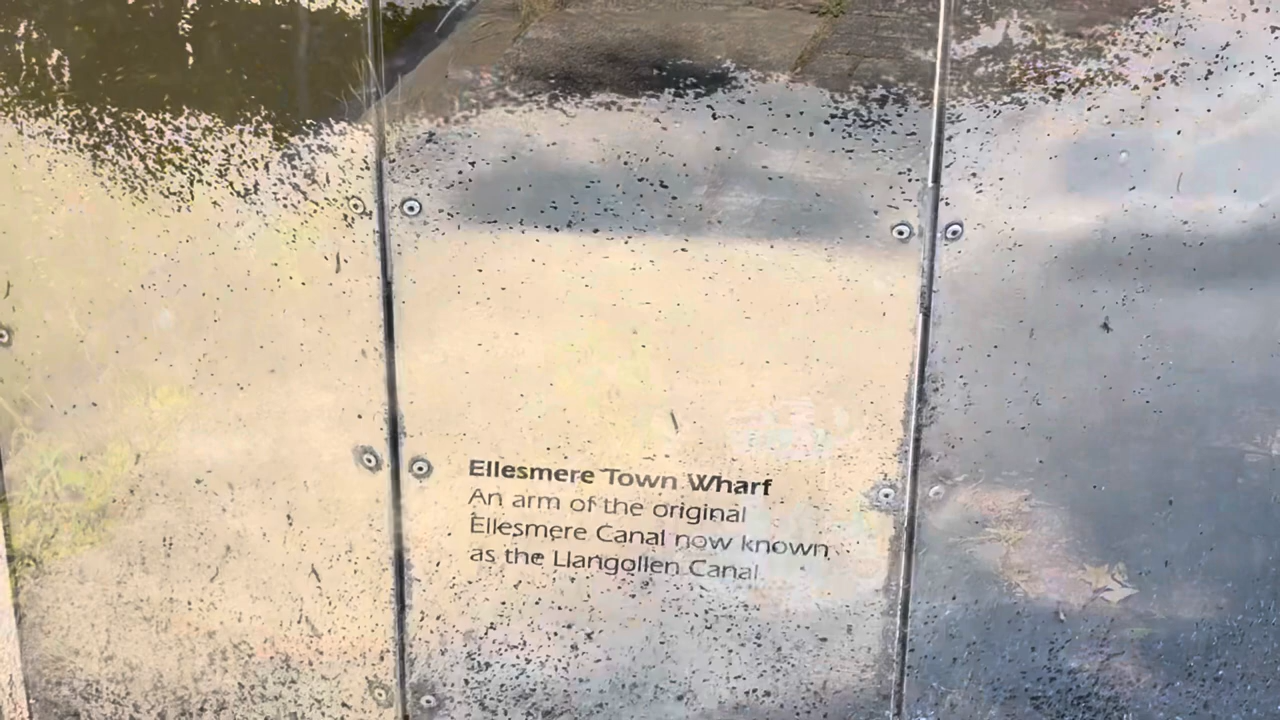 Ellesmere Town Wharf
An arm of the original
Ellesmere Canal now known
as the Llangollen Canal